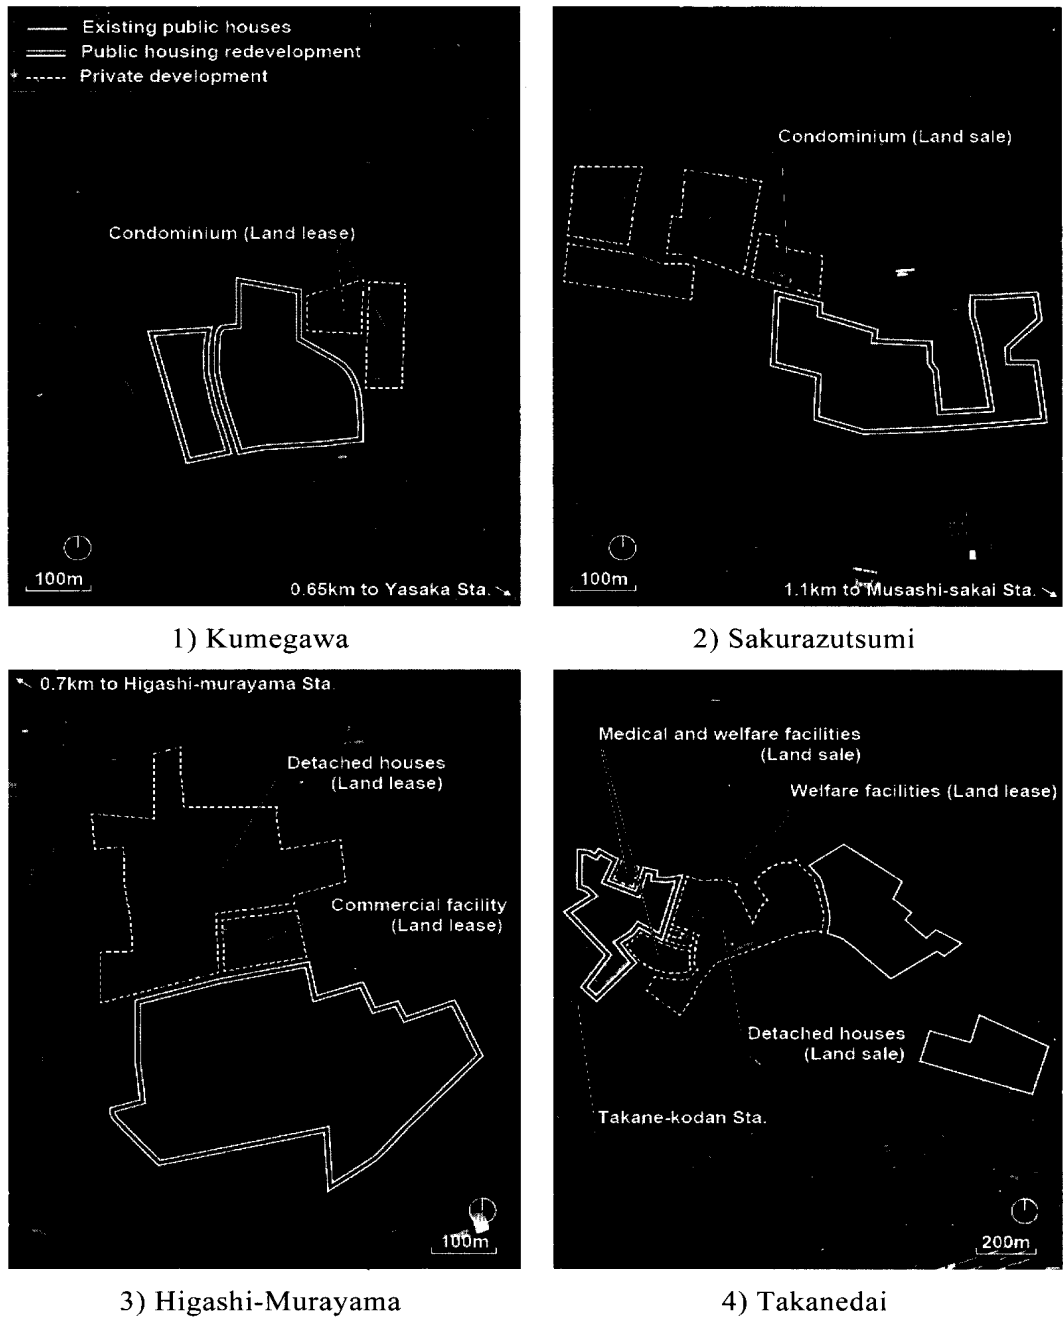 Existing public houses
Public housing redevelopment
Private development
Condominium (Land lease)
100m
0.65km to Yasaka Sta.
1) Kumegawa
Condominium (Land sale)
100m
1.1km to Musashi-sakai Sta.
2) Sakurazutsumi
0.7km to Higashi-murayama Sta.
Detached houses
(Land lease)
Commercial facility
(Land lease)
100m
3) Higashi-Murayama
Medical and welfare facilities
(Land sale)
Welfare facilities (Land lease)
Detached houses
(Land sale)
Takane-kodan Sta.
200m
4) Takanedai